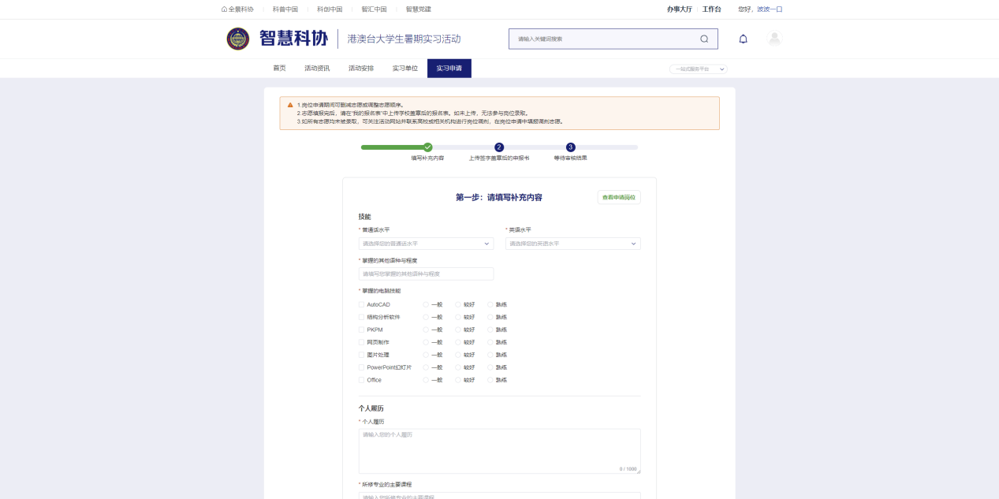 全景科协 科普中国 科创中国 智汇中国 智慧党建 办事大厅 工作台 您好，波波一口
智慧科协 港澳台大学生暑期实习活动 请输入关键词搜索
首页 活动资讯 活动安排 实习单位 实习申请 一站式服务平台
1.岗位申请期间可删减志愿或调整志愿顺序。
2.志愿填报完后，请在"我的报名表"中上传学校盖章后的报名表。如未上传，无法参与岗位录取。
3.如所有志愿均未被录取，可关注活动网站并联系高校或相关机构进行岗位调剂，在岗位申请中填报调剂志愿。
2 3
填写补充内容 上传签字盖章后的申报书 等待审核结果
第一步：请填写补充内容 查看申请岗位
技能
* 普通话水平 * 英语水平
请选择您的普通话水平 请选择您的英语水平
* 掌握的其他语种与程度
请填写您掌握的其他语种与程度
* 掌握的电脑技能
AutoCAD 一般 较好 熟练
结构分析软件 一般 较好 熟练
PKPM 一般 较好 熟练
网页制作 一般 较好 熟练
图片处理 一般 较好 熟练
PowerPoint幻灯片 一般 较好 熟练
Office 一般 较好 熟练
个人履历
* 个人履历
请输入您的个人履历
0 / 1000
* 所修专业的主要课程
请输入您所修专业的主要课程